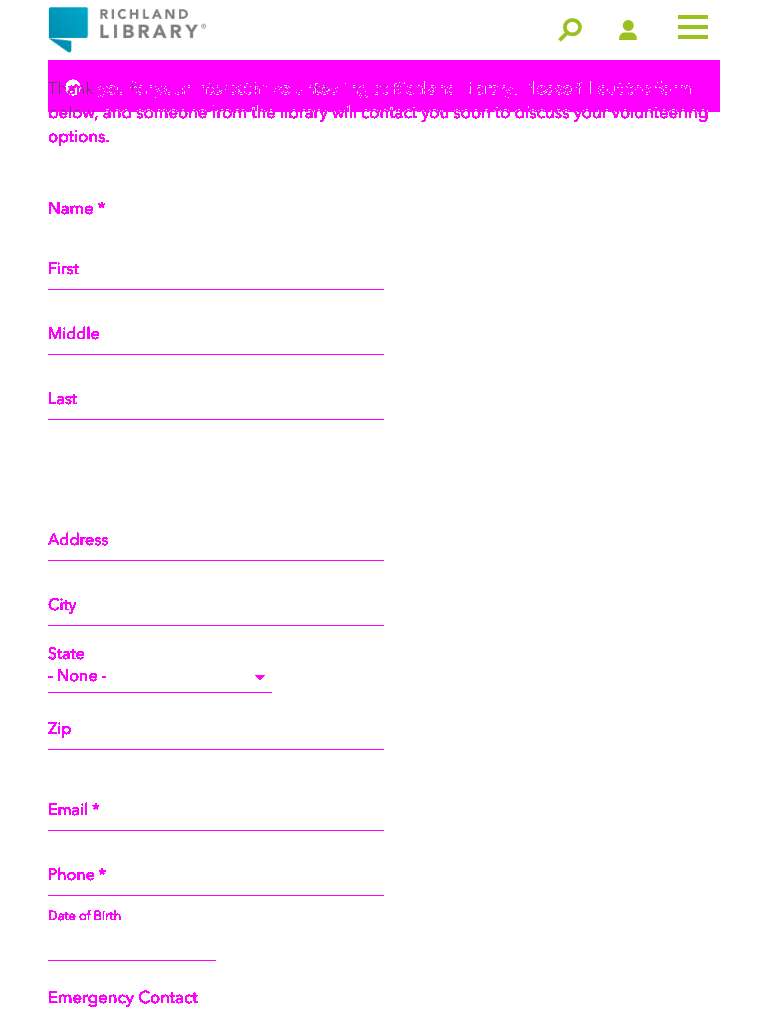 RICHLAND
LIBRARY®
Thank you for your interest in volunteering at Richland Library. Please fill out the form
below, and someone from the library will contact you soon to discuss your volunteering
options.
Name *
First
Middle
Last
Address
City
State
- None -
Zip
Email *
Phone *
Date of Birth
Emergency Contact